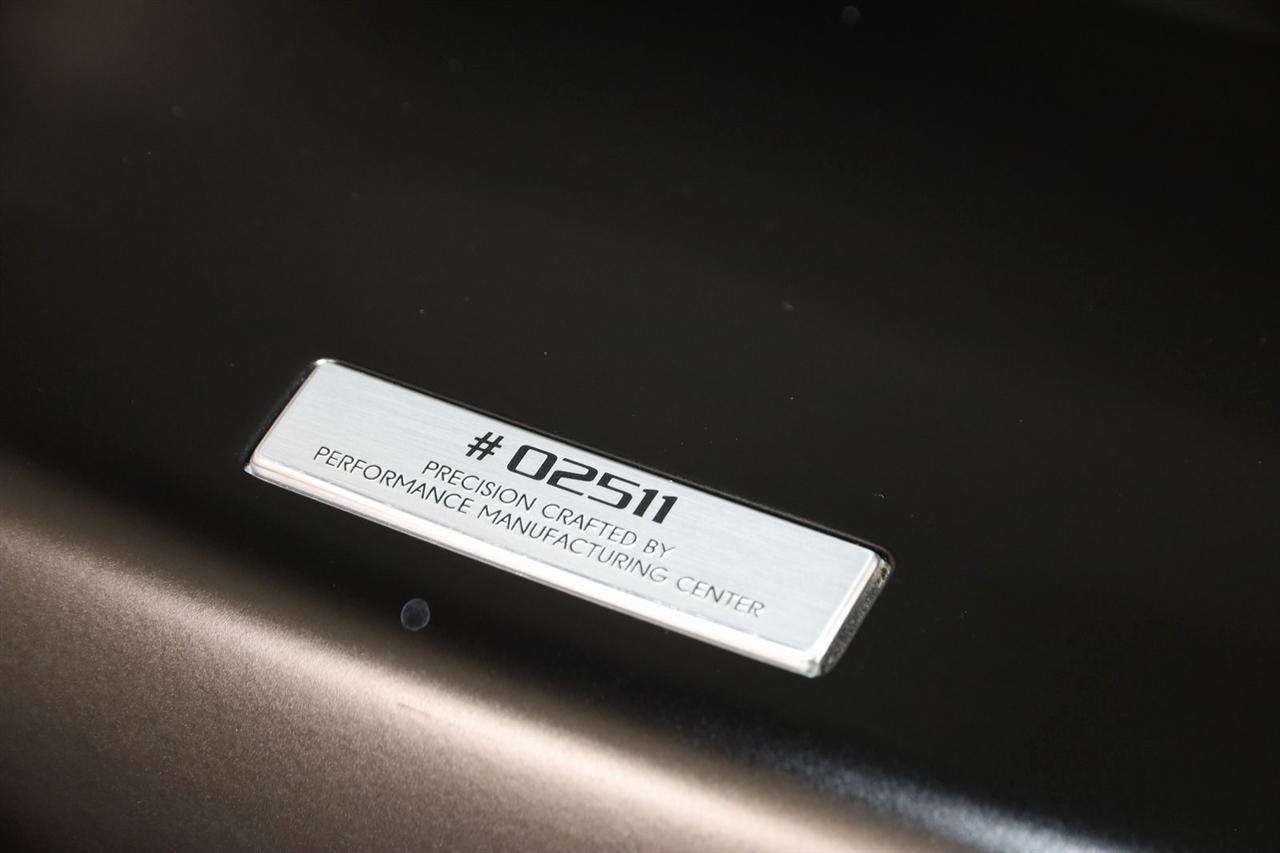 #02511
PRECISION CRAFTED BY
PERFORMANCE MANUFACTURING CENTER